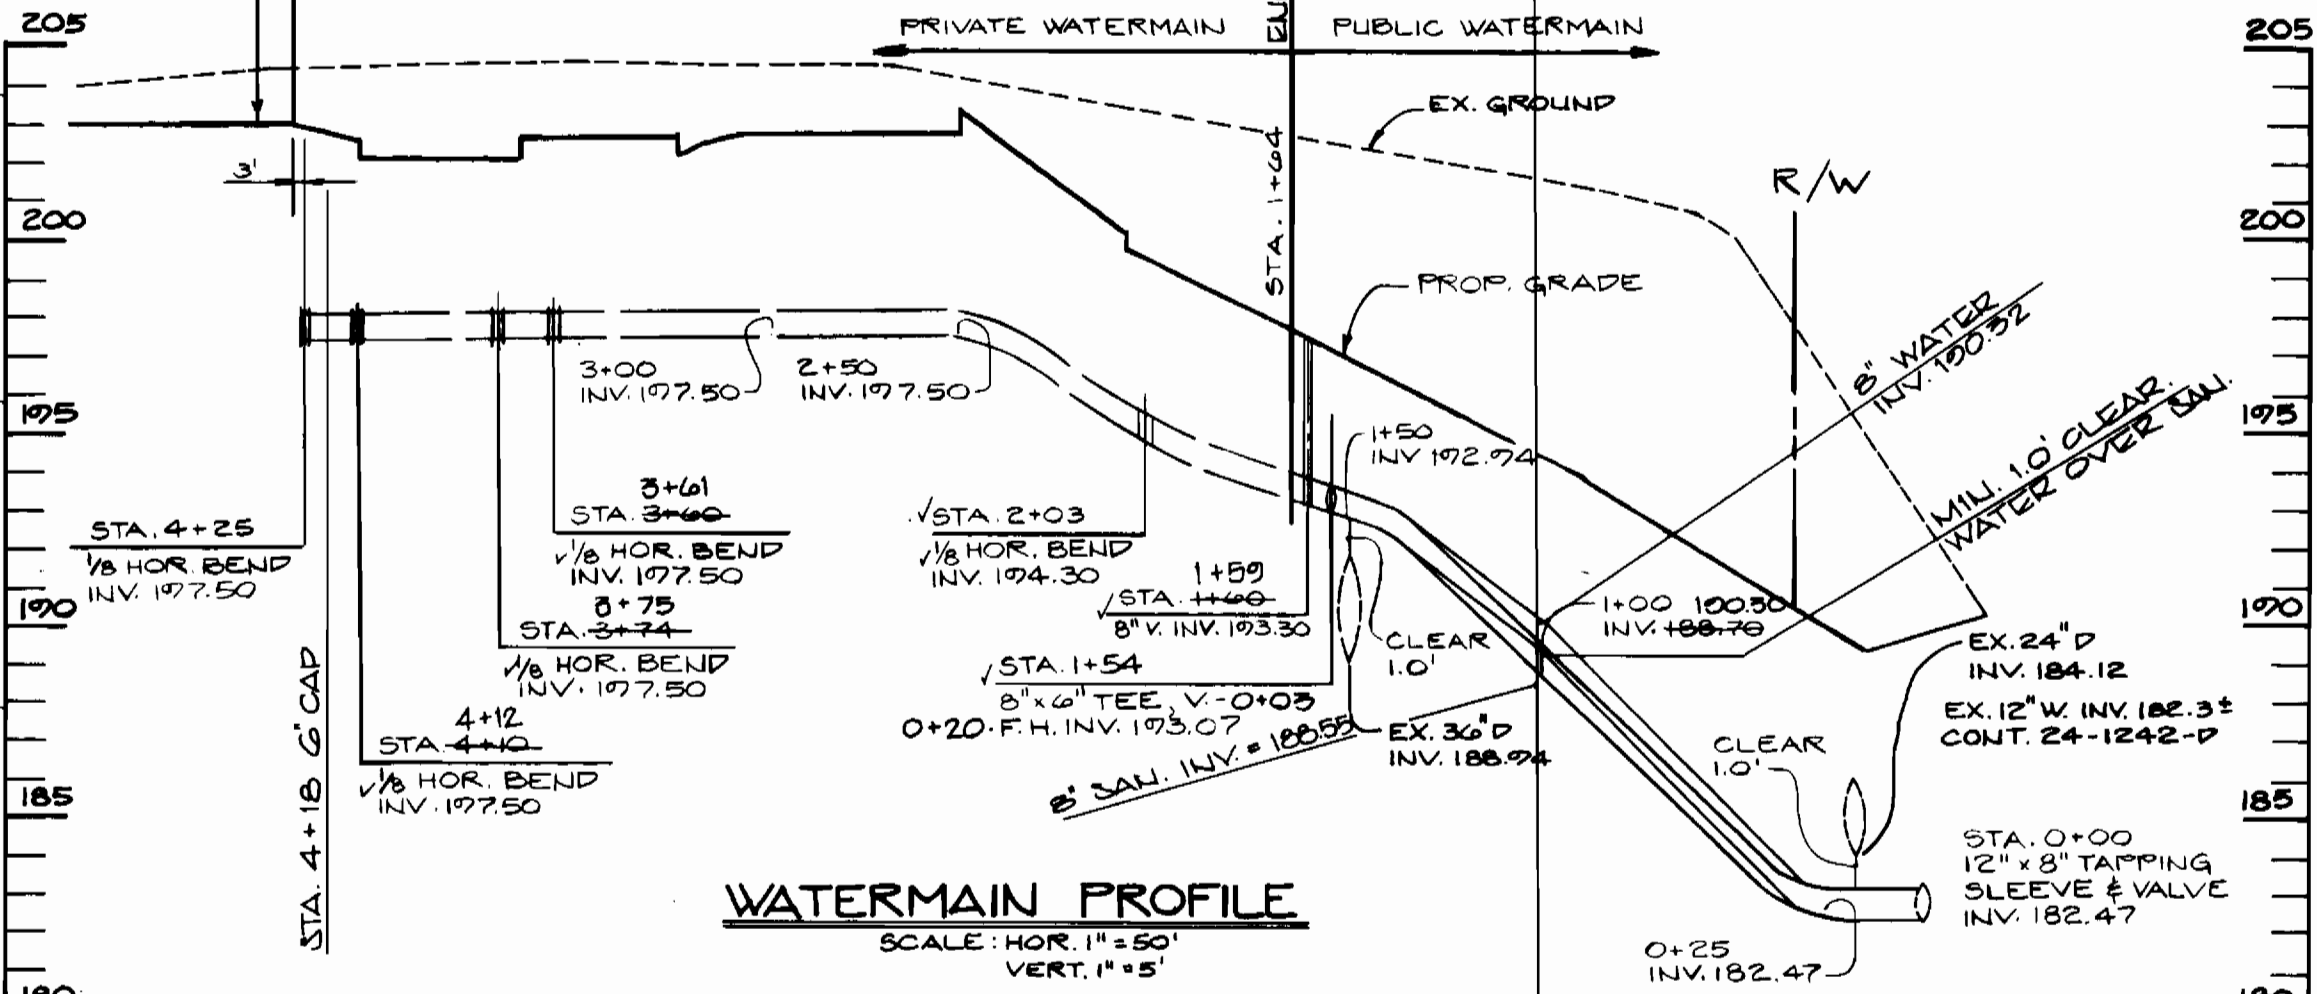 205
PRIVATE WATERMAIN
PUBLIC WATERMAIN
205
EX. GROUND
STA. 1+64
3'
R/W
200
200
PROP. GRADE
8" WATER
INV. 190.32
3+00
INV. 197.50
2+50
INV. 197.50
195
195
MIN. 1.0' CLEAR.
WATER OVER SAN.
1+50
INV 192.94
STA. 4+25
1/8 HOR. BEND
INV. 197.50
3+61
STA. 3+60
√1/8 HOR. BEND
INV. 197.50
√STA. 2+03
√1/8 HOR. BEND
INV. 194.30
1+59
√STA. 1+60
8" V. INV. 193.30
190
190
3+75
STA. 3+74
√1/8 HOR. BEND
INV. 197.50
1+00 190.30
INV. 188.70
CLEAR
1.0'
√STA. 1+54
8" x 6" TEE, V.-0+03
0+20 · F.H. INV. 193.07
EX. 24" D
INV. 184.12
EX. 12" W. INV. 182.3±
CONT. 24-1242-D
4+12
STA. 4+10
√1/8 HOR. BEND
INV. 197.50
STA. 4+18 6" CAP
8" SAN. INV. = 188.55
EX. 36" D
INV. 188.94
CLEAR
1.0'
185
185
STA. 0+00
12" x 8" TAPPING
SLEEVE & VALVE
INV. 182.47
WATERMAIN PROFILE
SCALE: HOR. 1" = 50'
VERT. 1" = 5'
0+25
INV. 182.47